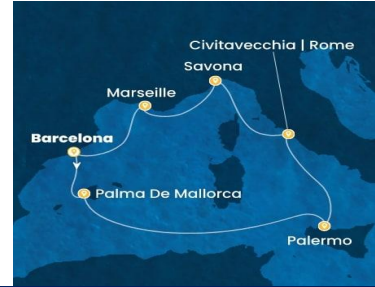 Civitavecchia | Rome
Savona
Marseille
Barcelona
Palma De Mallorca
Palermo